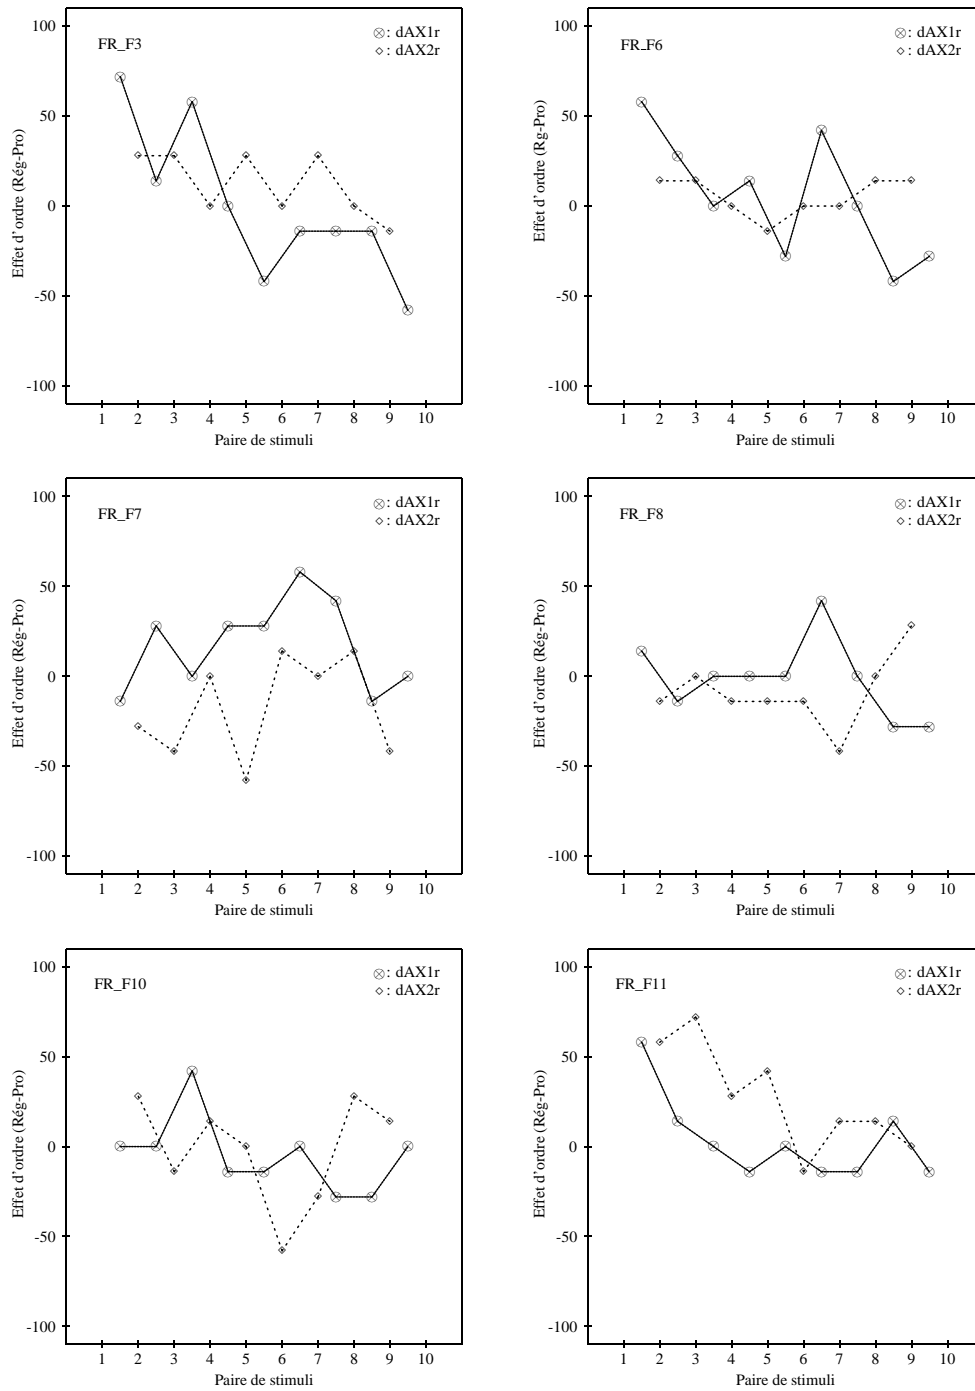 FR_F3
⊗: dAX1r
◇: dAX2r
Effet d'ordre (Rég-Pro)
100
50
0
-50
-100
1 2 3 4 5 6 7 8 9 10
Paire de stimuli
FR_F6
⊗: dAX1r
◇: dAX2r
Effet d'ordre (Rg-Pro)
100
50
0
-50
-100
1 2 3 4 5 6 7 8 9 10
Paire de stimuli
FR_F7
⊗: dAX1r
◇: dAX2r
Effet d'ordre (Rég-Pro)
100
50
0
-50
-100
1 2 3 4 5 6 7 8 9 10
Paire de stimuli
FR_F8
⊗: dAX1r
◇: dAX2r
Effet d'ordre (Rég-Pro)
100
50
0
-50
-100
1 2 3 4 5 6 7 8 9 10
Paire de stimuli
FR_F10
⊗: dAX1r
◇: dAX2r
Effet d'ordre (Rég-Pro)
100
50
0
-50
-100
1 2 3 4 5 6 7 8 9 10
Paire de stimuli
FR_F11
⊗: dAX1r
◇: dAX2r
Effet d'ordre (Rég-Pro)
100
50
0
-50
-100
1 2 3 4 5 6 7 8 9 10
Paire de stimuli